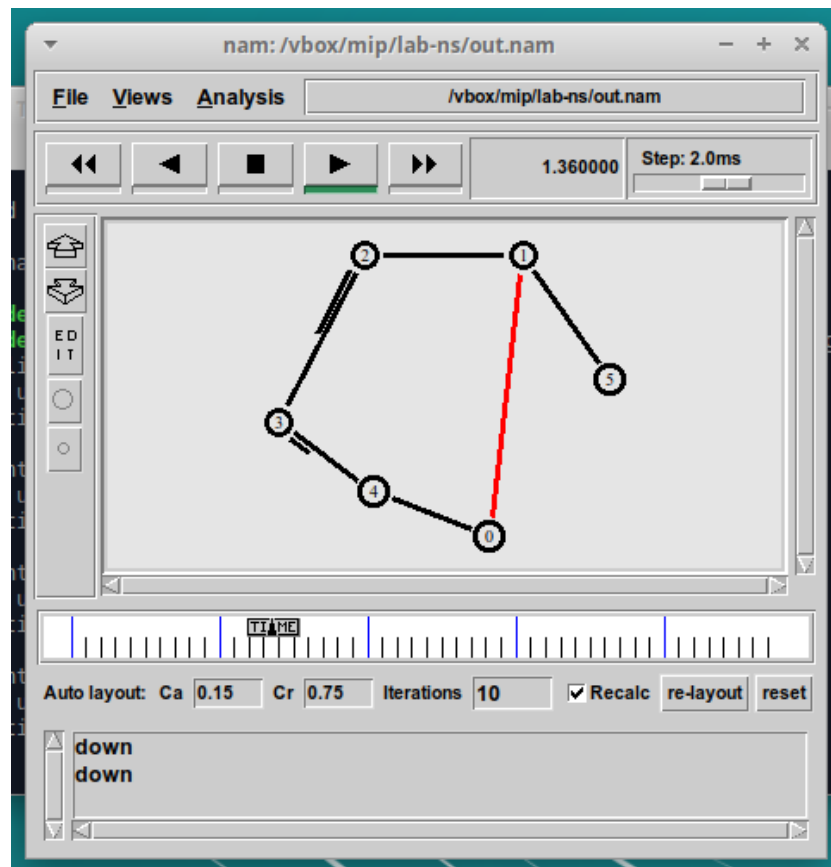 nam: /vbox/mip/lab-ns/out.nam
File Views Analysis /vbox/mip/lab-ns/out.nam
1.360000 Step: 2.0ms
2 1
E D
I T
5
3
4
0
TIME
Auto layout: Ca 0.15 Cr 0.75 Iterations 10 Recalc re-layout reset
down
down